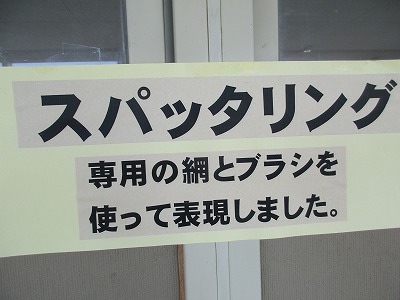 スパッタリング
専用の網とブラシを
使って表現しました。